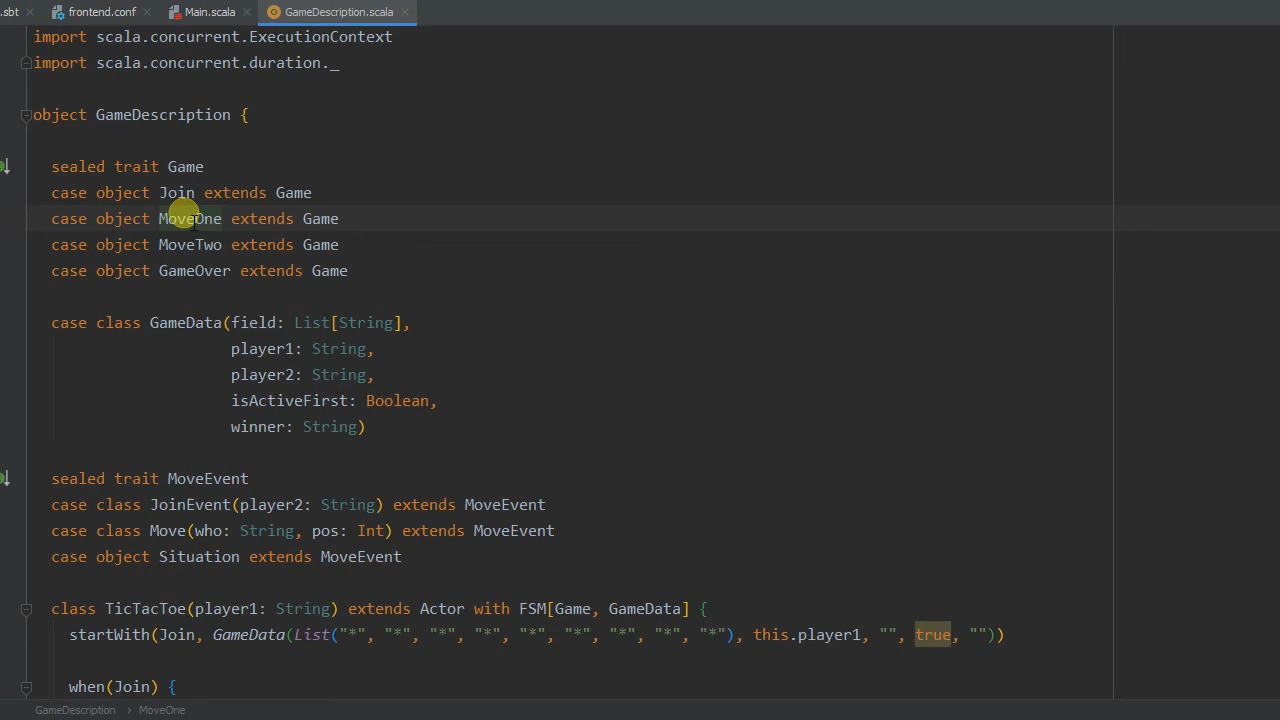 .sbt frontend.conf Main.scala GameDescription.scala
import scala.concurrent.ExecutionContext
import scala.concurrent.duration._
object GameDescription {
sealed trait Game
case object Join extends Game
case object MoveOne extends Game
case object MoveTwo extends Game
case object GameOver extends Game
case class GameData(field: List[String],
player1: String,
player2: String,
isActiveFirst: Boolean,
winner: String)
sealed trait MoveEvent
case class JoinEvent(player2: String) extends MoveEvent
case class Move(who: String, pos: Int) extends MoveEvent
case object Situation extends MoveEvent
class TicTacToe(player1: String) extends Actor with FSM[Game, GameData] {
startWith(Join, GameData(List("*", "*", "*", "*", "*", "*", "*", "*", "*"), this.player1, "", true, ""))
when(Join) {
GameDescription › MoveOne